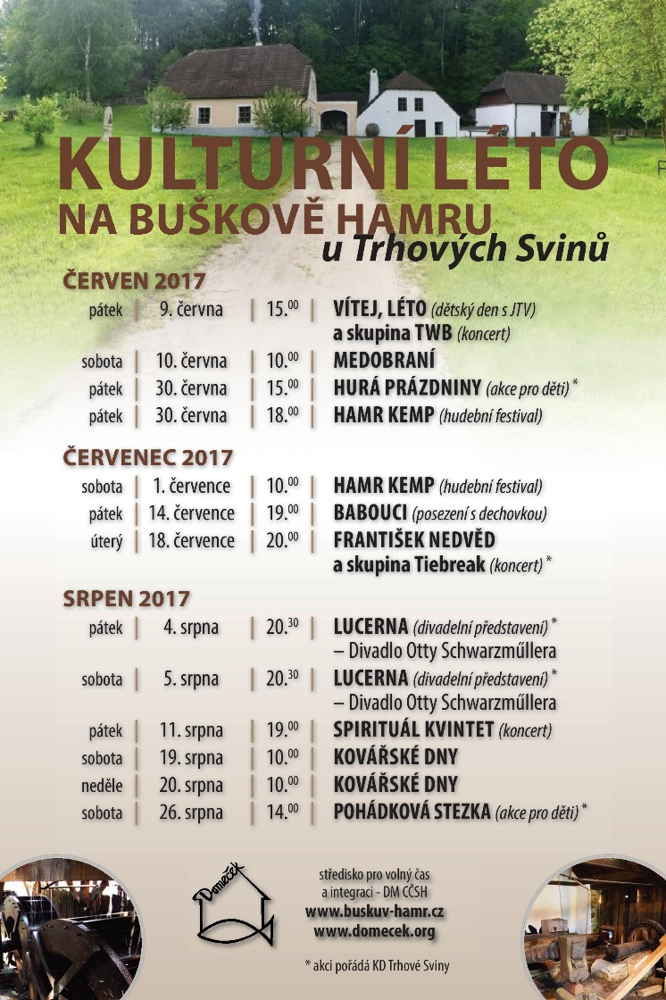 KULTURNÍ LÉTO
NA BUŠKOVĚ HAMRU
u Trhových Svinů
ČERVEN 2017
pátek | 9. června | 15.00 | VÍTEJ, LÉTO (dětský den s JTV)
a skupina TWB (koncert)
sobota | 10. června | 10.00 | MEDOBRANÍ
pátek | 30. června | 15.00 | HURÁ PRÁZDNINY (akce pro děti) *
pátek | 30. června | 18.00 | HAMR KEMP (hudební festival)
ČERVENEC 2017
sobota | 1. července | 10.00 | HAMR KEMP (hudební festival)
pátek | 14. července | 19.00 | BABOUCI (posezení s dechovkou)
úterý | 18. července | 20.00 | FRANTIŠEK NEDVĚD
a skupina Tiebreak (koncert) *
SRPEN 2017
pátek | 4. srpna | 20.30 | LUCERNA (divadelní představení) *
– Divadlo Otty Schwarzműllera
sobota | 5. srpna | 20.30 | LUCERNA (divadelní představení) *
– Divadlo Otty Schwarzműllera
pátek | 11. srpna | 19.00 | SPIRITUÁL KVINTET (koncert)
sobota | 19. srpna | 10.00 | KOVÁŘSKÉ DNY
neděle | 20. srpna | 10.00 | KOVÁŘSKÉ DNY
sobota | 26. srpna | 14.00 | POHÁDKOVÁ STEZKA (akce pro děti) *
Domeček
středisko pro volný čas
a integraci - DM CČSH
www.buskuv-hamr.cz
www.domecek.org
* akci pořádá KD Trhové Sviny